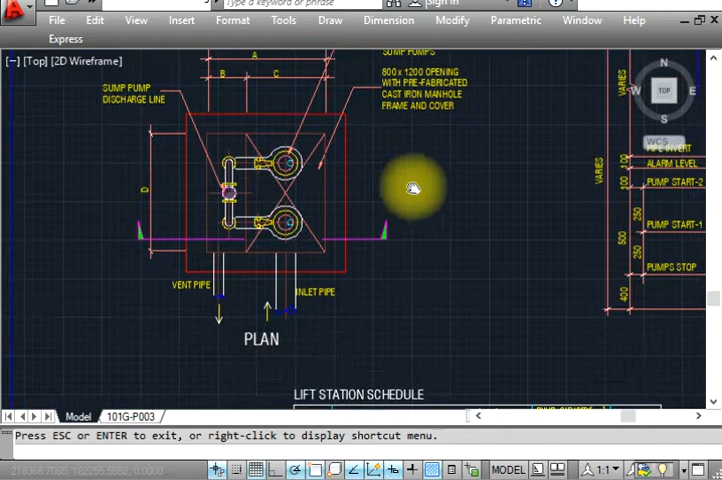 Type a keyword or phrase
Sign In
File Edit View Insert Format Tools Draw Dimension Modify Parametric Window Help
Express
[−] [Top] [2D Wireframe]
A
B
C
SUMP PUMPS
SUMP PUMP
DISCHARGE LINE
800 x 1200 OPENING
WITH PRE-FABRICATED
CAST IRON MANHOLE
FRAME AND COVER
D
VENT PIPE
INLET PIPE
PLAN
N
W
TOP
E
S
WCS
VARIES
VARIES
PIPE INVERT
100
ALARM LEVEL
100
PUMP START-2
250
PUMP START-1
500
250
PUMPS STOP
400
LIFT STATION SCHEDULE
Model
101G-P003
Press ESC or ENTER to exit, or right-click to display shortcut menu.
MODEL
1:1